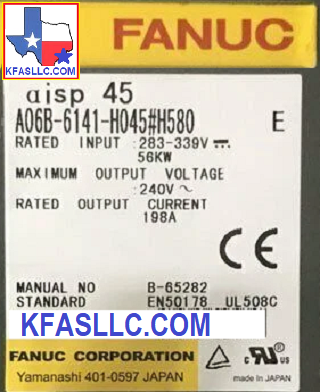 KFASLLC.COM
FANUC
αisp 45
A06B-6141-H045#H580 E
RATED INPUT :283-339V⎓
56KW
MAXIMUM OUTPUT VOLTAGE
:240V~
RATED OUTPUT CURRENT
198A
CE
MANUAL NO B-65282
STANDARD EN50178 UL508C
KFASLLC.COM
FANUC CORPORATION
Yamanashi 401-0597 JAPAN
C RU US
MADE IN JAPAN